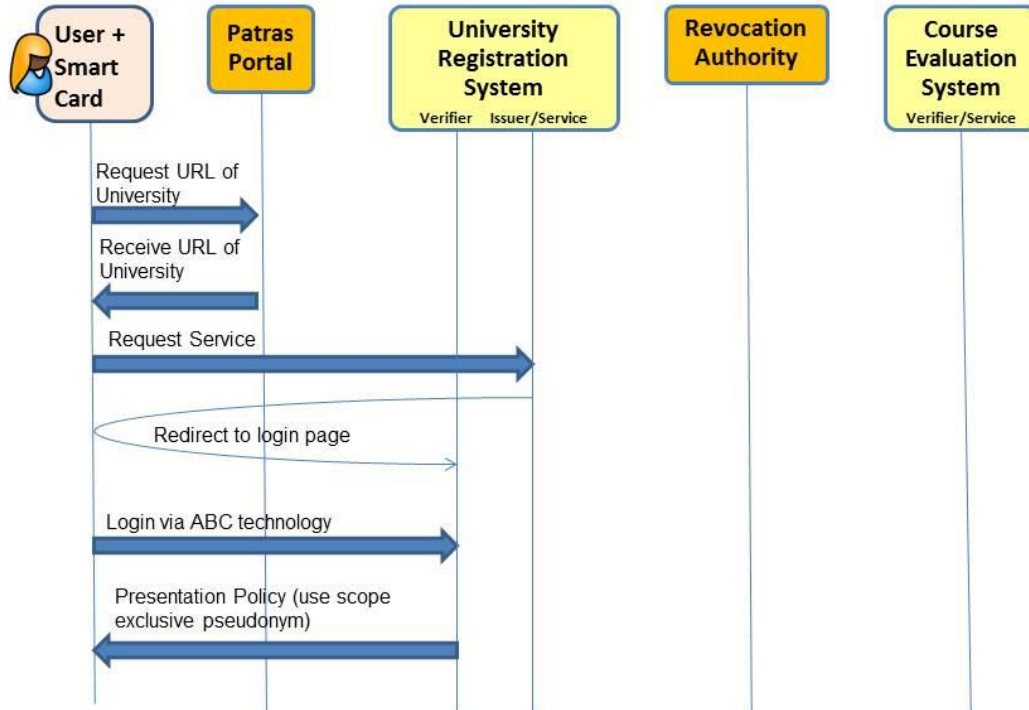 User +
Smart
Card
Patras
Portal
University
Registration
System
Verifier Issuer/Service
Revocation
Authority
Course
Evaluation
System
Verifier/Service
Request URL of
University
Receive URL of
University
Request Service
Redirect to login page
Login via ABC technology
Presentation Policy (use scope
exclusive pseudonym)